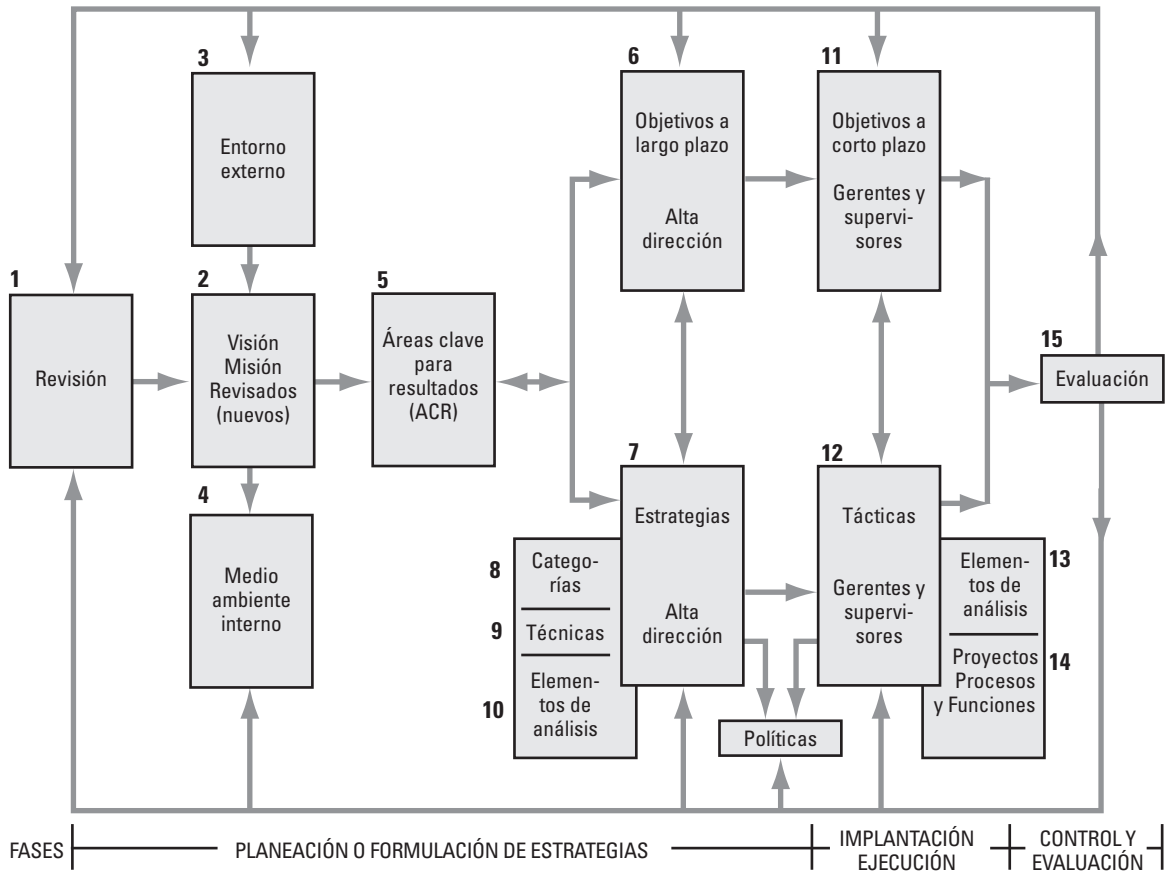 3
Entorno
externo
6
Objetivos a
largo plazo
Alta
dirección
11
Objetivos a
corto plazo
Gerentes y
supervi-
sores
1
Revisión
2
Visión
Misión
Revisados
(nuevos)
5
Áreas clave
para
resultados
(ACR)
15
Evaluación
4
Medio
ambiente
interno
7
Estrategias
Alta
dirección
8
Catego-
rías
9
Técnicas
10
Elemen-
tos de
análisis
12
Tácticas
Gerentes y
supervi-
sores
13
Elemen-
tos de
análisis
14
Proyectos
Procesos
y Funciones
Políticas
FASES
PLANEACIÓN O FORMULACIÓN DE ESTRATEGIAS
IMPLANTACIÓN
EJECUCIÓN
CONTROL Y
EVALUACIÓN